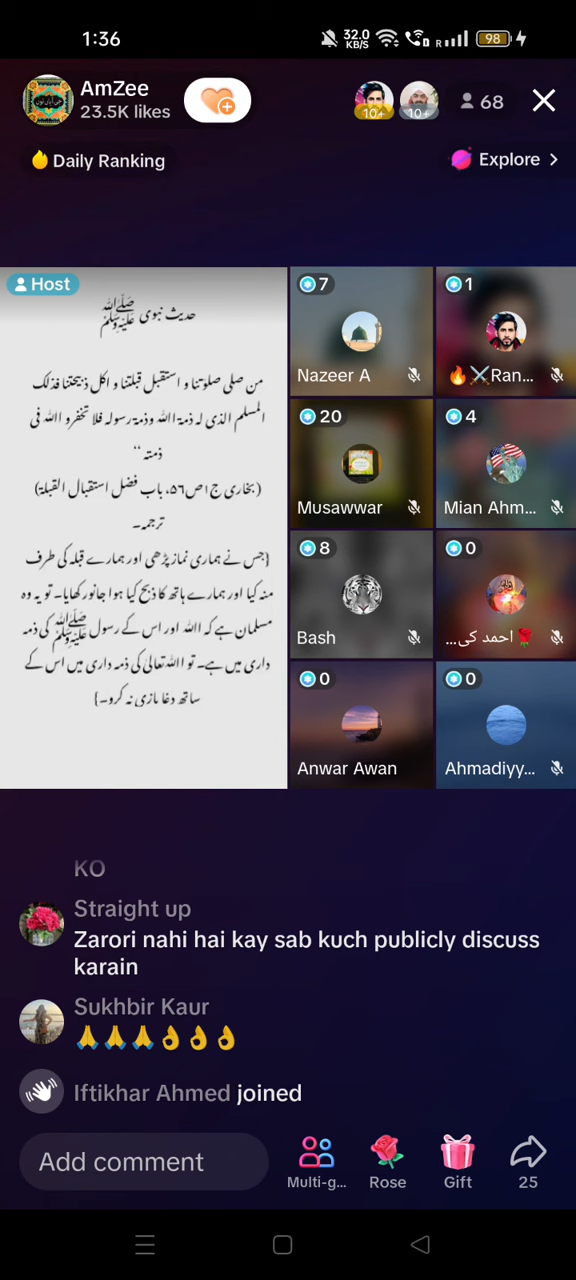 1:36
32.0
KB/S
R
98
AmZee
23.5K likes
10+
10+
68
Daily Ranking
Explore
Host
حدیث نبوی ﷺ
من صلی صلوتنا و استقبل قبلتنا و اکل ذبیحتنا فذلک
المسلم الذی لہ ذمۃ اللہ وذمۃ رسولہ فلا تخفرو اللہ فی
ذمتہ ‘‘
(بخاری ج ۱ص۵۶، باب فضل استقبال القبلۃ)
ترجمہ۔
{جس نے ہماری نماز پڑھی اور ہمارے قبلہ کی طرف
منہ کیا اور ہمارے ہاتھ کا ذبح کیا ہوا جانور کھایا۔ تو یہ وہ
مسلمان ہے کہ اللہ اور اس کے رسول ﷺ کی ذمہ
داری میں ہے۔ تو اللہ تعالیٰ کی ذمہ داری میں اس کے
ساتھ دغا بازی نہ کرو۔}
7
Nazeer A
1
🔥⚔️Ran...
20
Musawwar
4
Mian Ahm...
8
Bash
0
🌹احمد کی...
0
Anwar Awan
0
Ahmadiyy...
KO
Straight up
Zarori nahi hai kay sab kuch publicly discuss
karain
Sukhbir Kaur
🙏🙏🙏👌👌👌
Iftikhar Ahmed joined
Add comment
Multi-g...
Rose
Gift
25